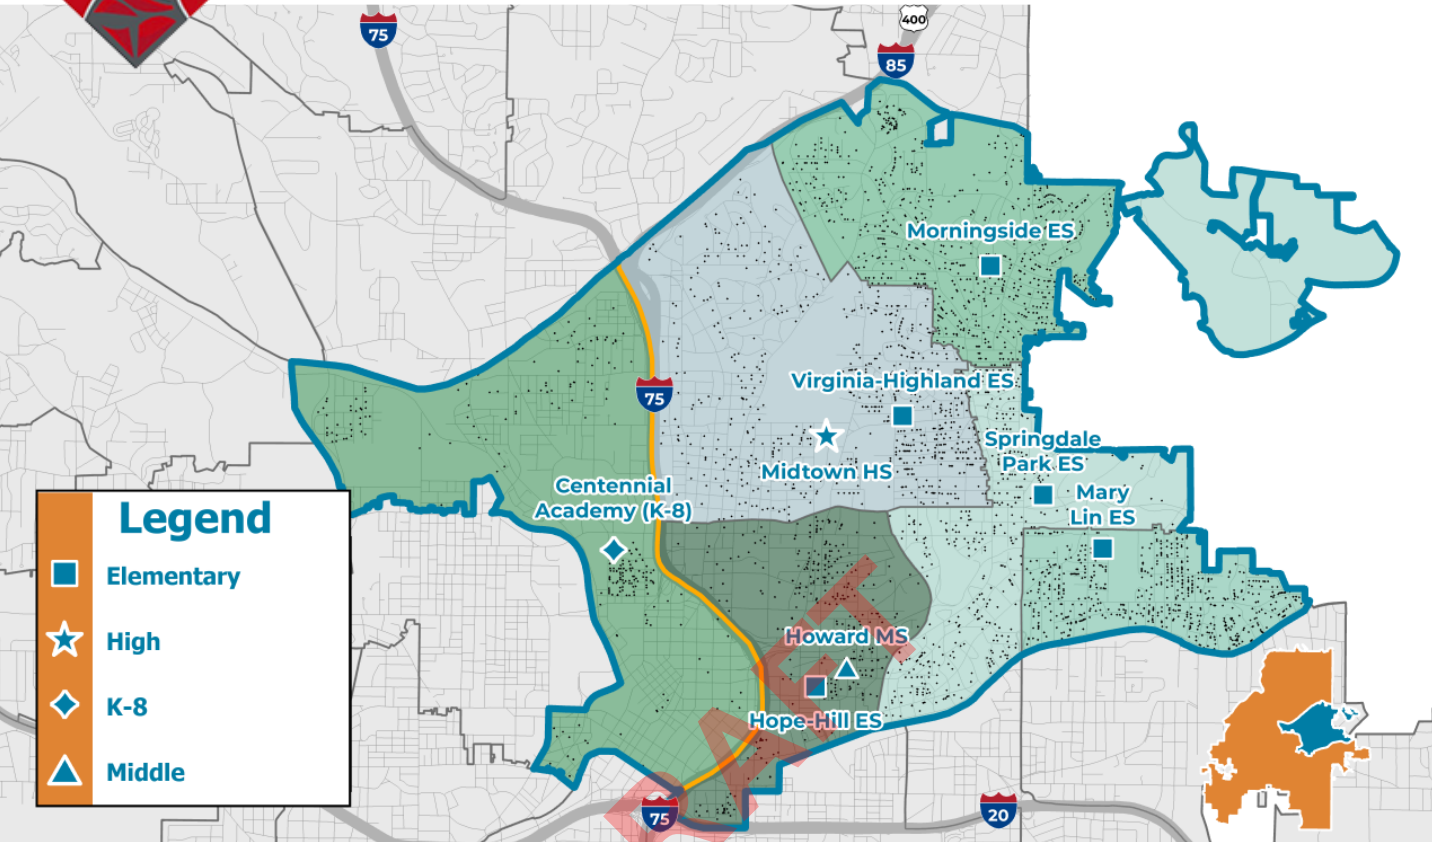 75
400
85
Morningside ES
Virginia-Highland ES
75
Midtown HS
Springdale
Park ES
Mary
Lin ES
Centennial
Academy (K-8)
Legend
Elementary
High
K-8
Middle
Howard MS
Hope-Hill ES
DRAFT
75
20